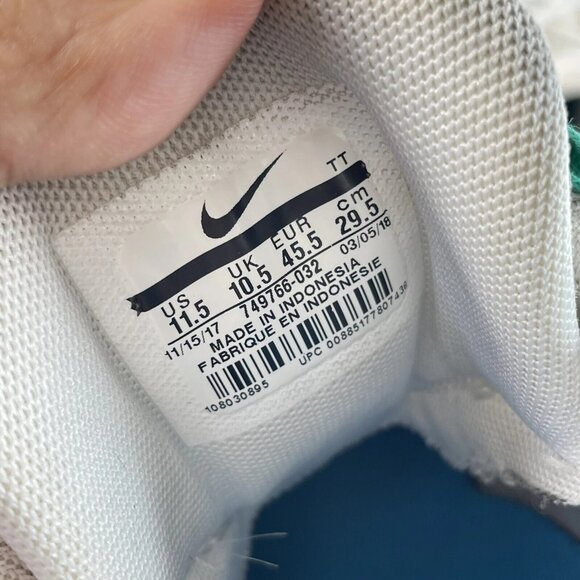 TT
US UK EUR cm
11.5 10.5 45.5 29.5
11/15/17 749766-032 03/05/18
MADE IN INDONESIA
FABRIQUE EN INDONESIE
108030895 UPC 00885177807438